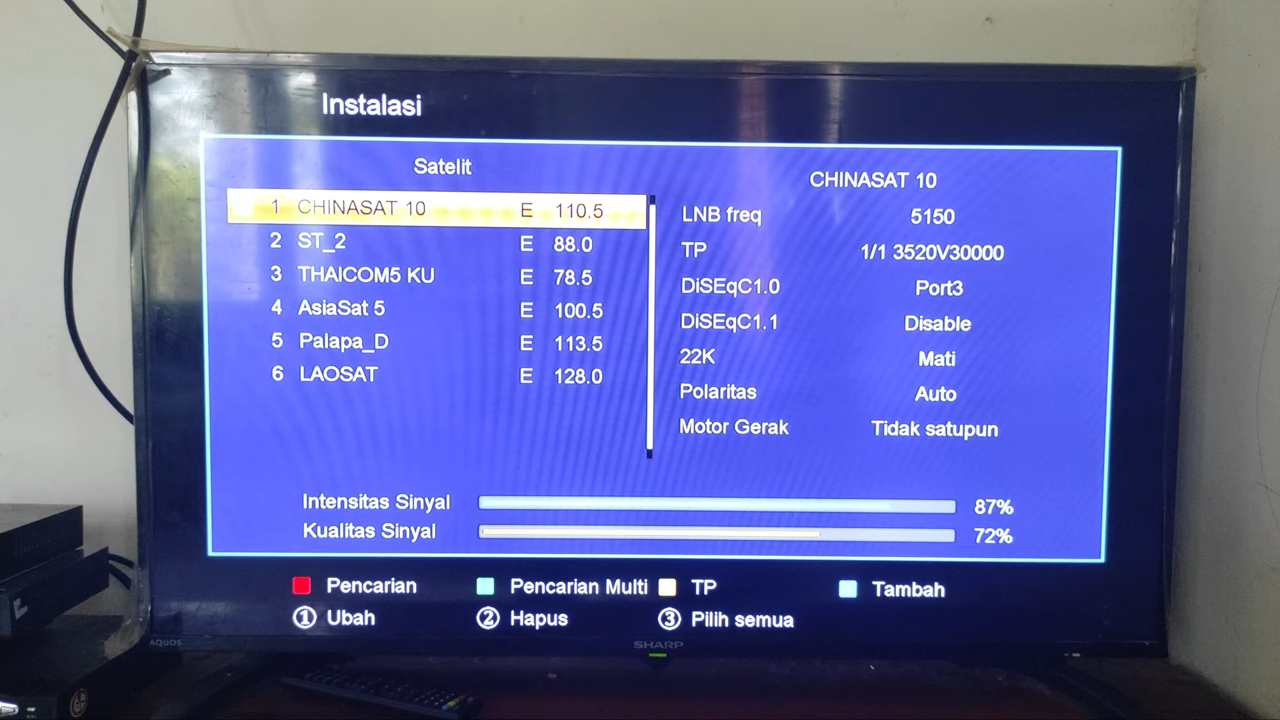 Instalasi
Satelit
1 CHINASAT 10 E 110.5
2 ST_2 E 88.0
3 THAICOM5 KU E 78.5
4 AsiaSat 5 E 100.5
5 Palapa_D E 113.5
6 LAOSAT E 128.0
CHINASAT 10
LNB freq 5150
TP 1/1 3520V30000
DiSEqC1.0 Port3
DiSEqC1.1 Disable
22K Mati
Polaritas Auto
Motor Gerak Tidak satupun
Intensitas Sinyal 87%
Kualitas Sinyal 72%
Pencarian Pencarian Multi TP Tambah
1 Ubah 2 Hapus 3 Pilih semua
AQUOS SHARP